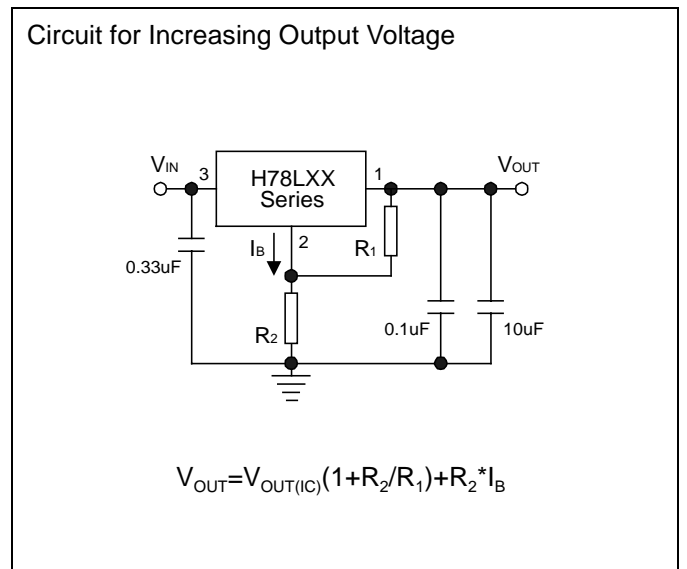 Circuit for Increasing Output Voltage
VIN
3
H78LXX
Series
1
VOUT
IB
2
R1
0.33uF
R2
0.1uF
10uF
VOUT=VOUT(IC)(1+R2/R1)+R2*IB